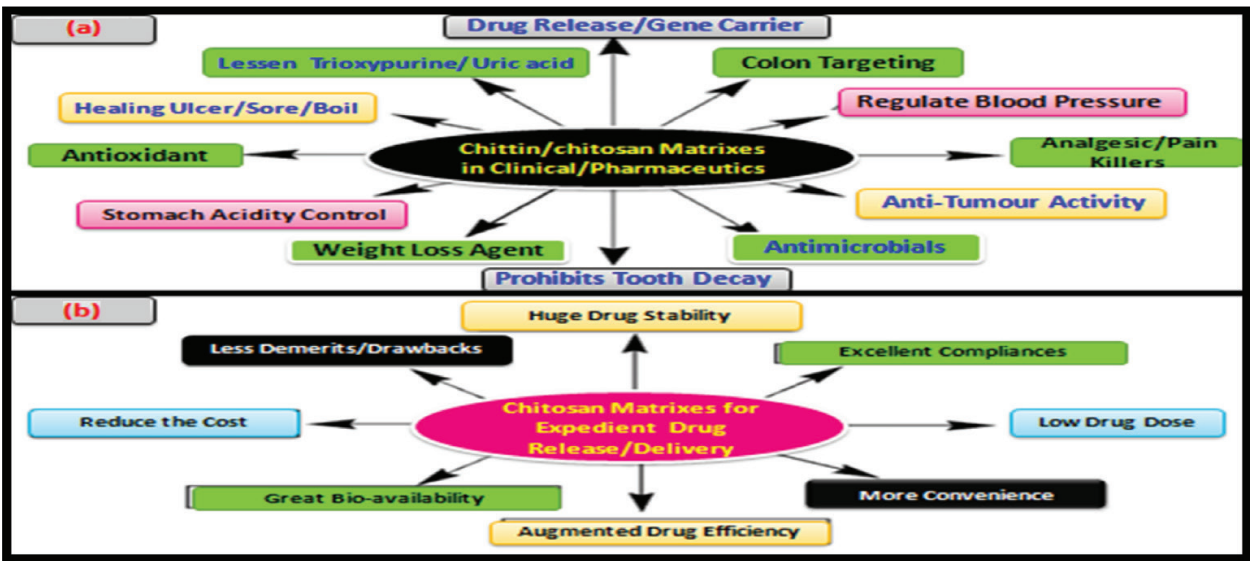 (a)
Drug Release/Gene Carrier
Lessen Trioxypurine/ Uric acid
Colon Targeting
Healing Ulcer/Sore/Boil
Regulate Blood Pressure
Chittin/chitosan Matrixes
in Clinical/Pharmaceutics
Antioxidant
Analgesic/Pain
Killers
Stomach Acidity Control
Anti-Tumour Activity
Weight Loss Agent
Antimicrobials
Prohibits Tooth Decay
(b)
Huge Drug Stability
Less Demerits/Drawbacks
Excellent Compliances
Chitosan Matrixes for
Expedient Drug
Release/Delivery
Reduce the Cost
Low Drug Dose
Great Bio-availability
More Convenience
Augmented Drug Efficiency